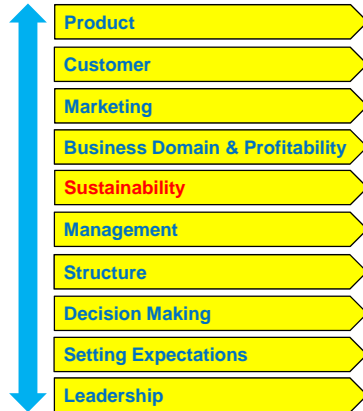 Product
Customer
Marketing
Business Domain & Profitability
Sustainability
Management
Structure
Decision Making
Setting Expectations
Leadership